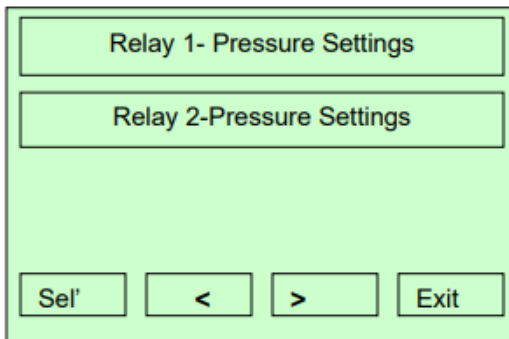 Relay 1- Pressure Settings
Relay 2-Pressure Settings
Sel’ < > Exit